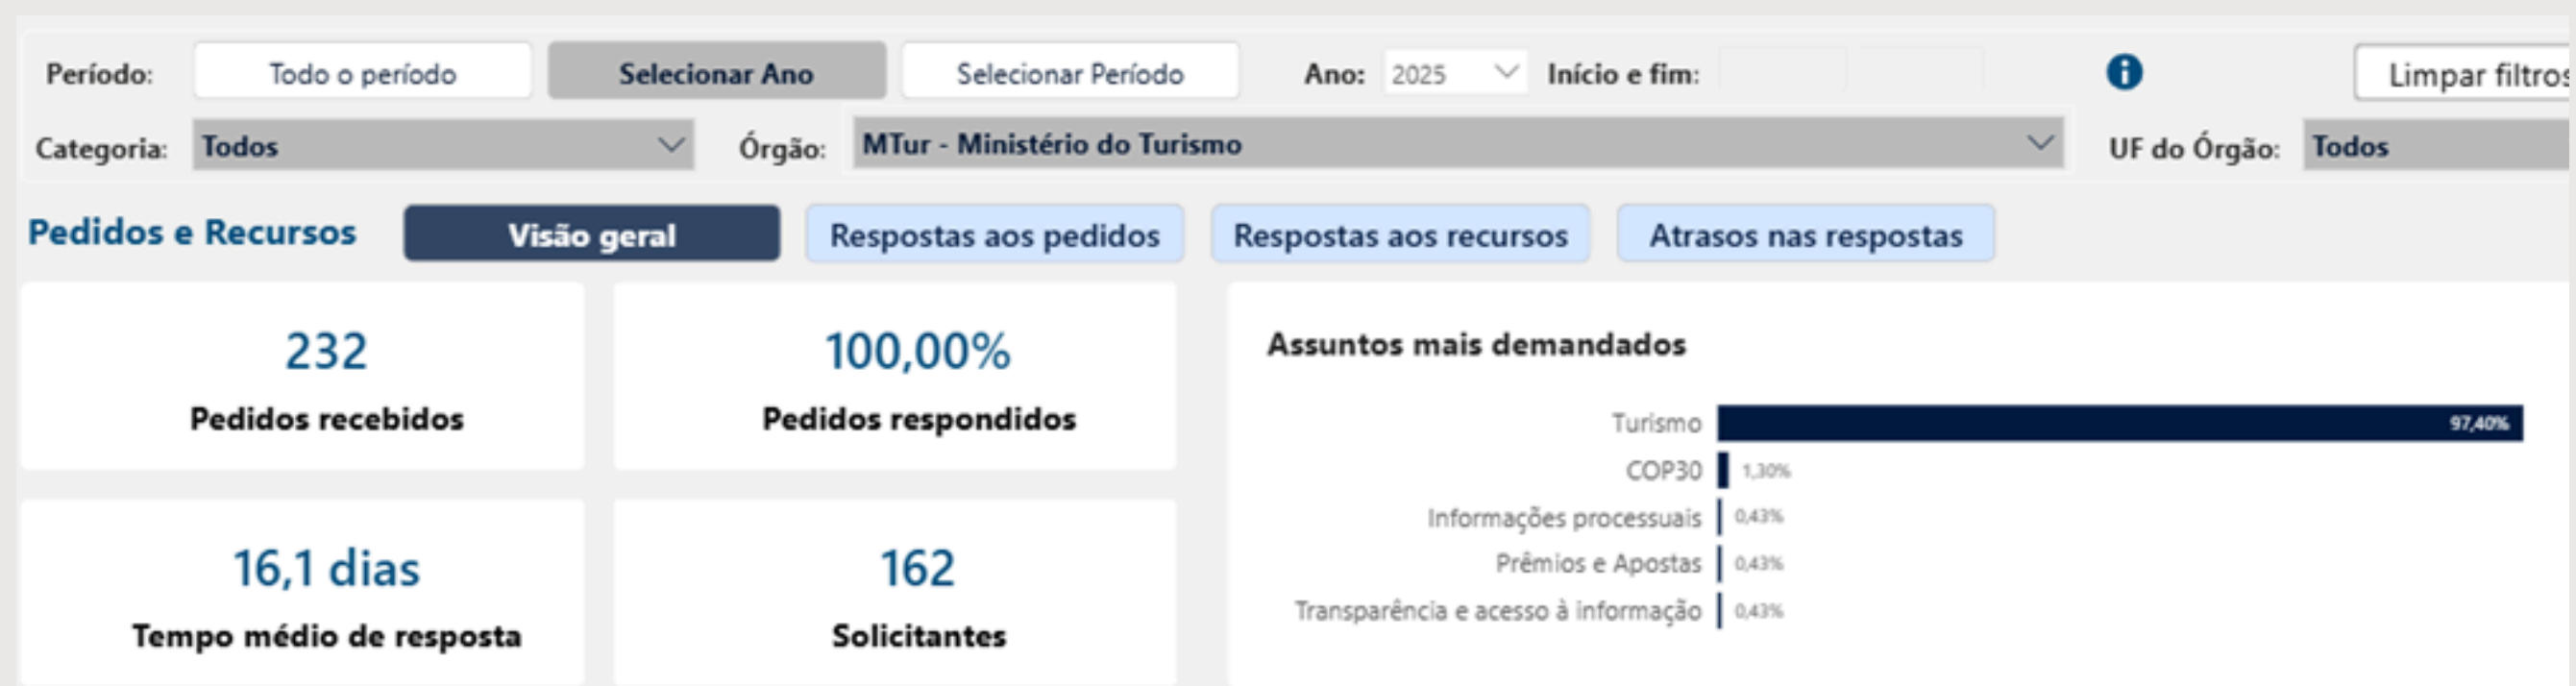 Período: Todo o período Selecionar Ano Selecionar Período Ano: 2025 Início e fim: Limpar filtros
Categoria: Todos Órgão: MTur - Ministério do Turismo UF do Órgão: Todos
Pedidos e Recursos Visão geral Respostas aos pedidos Respostas aos recursos Atrasos nas respostas
232
Pedidos recebidos
100,00%
Pedidos respondidos
16,1 dias
Tempo médio de resposta
162
Solicitantes
Assuntos mais demandados
Turismo 97,40%
COP30 1,30%
Informações processuais 0,43%
Prêmios e Apostas 0,43%
Transparência e acesso à informação 0,43%